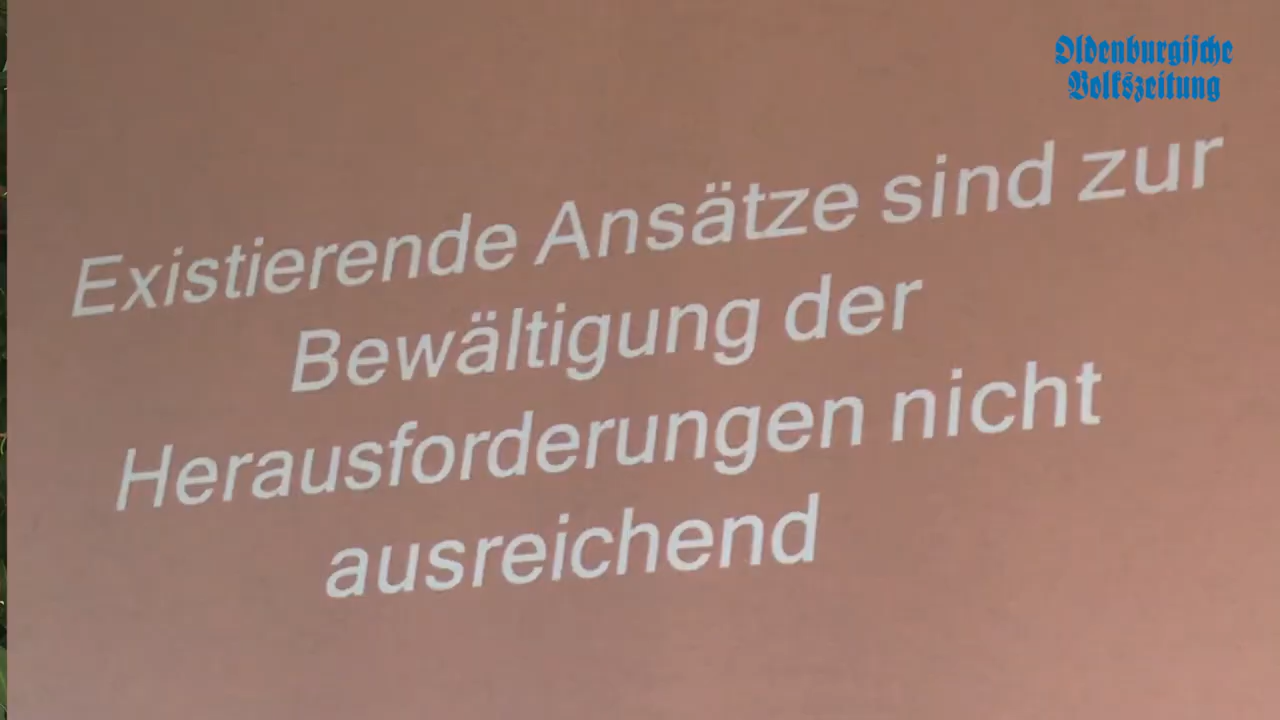 Oldenburgische
Volkszeitung
Existierende Ansätze sind zur
Bewältigung der
Herausforderungen nicht
ausreichend